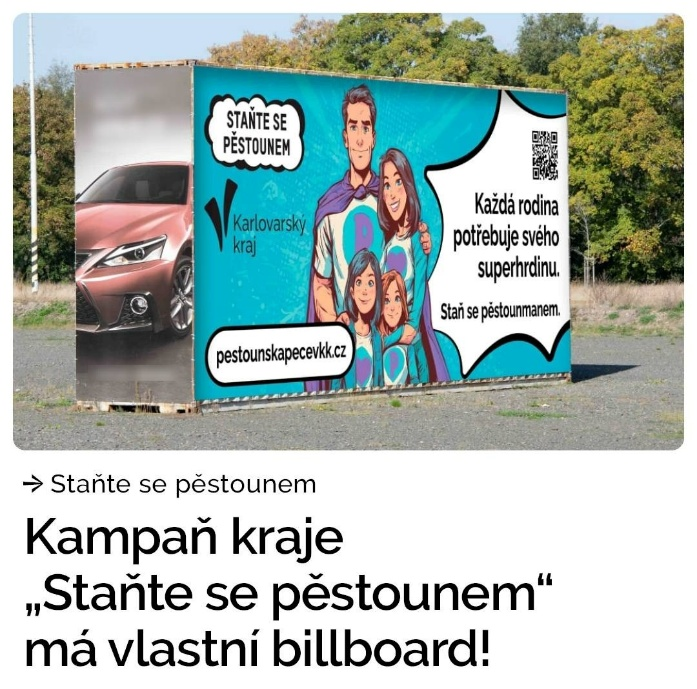 STAŇTE SE
PĚSTOUNEM
Karlovarský
kraj
pestounskapecevkk.cz
Každá rodina
potřebuje svého
superhrdinu.
Staň se pěstounmanem.
→ Staňte se pěstounem
Kampaň kraje
„Staňte se pěstounem“
má vlastní billboard!